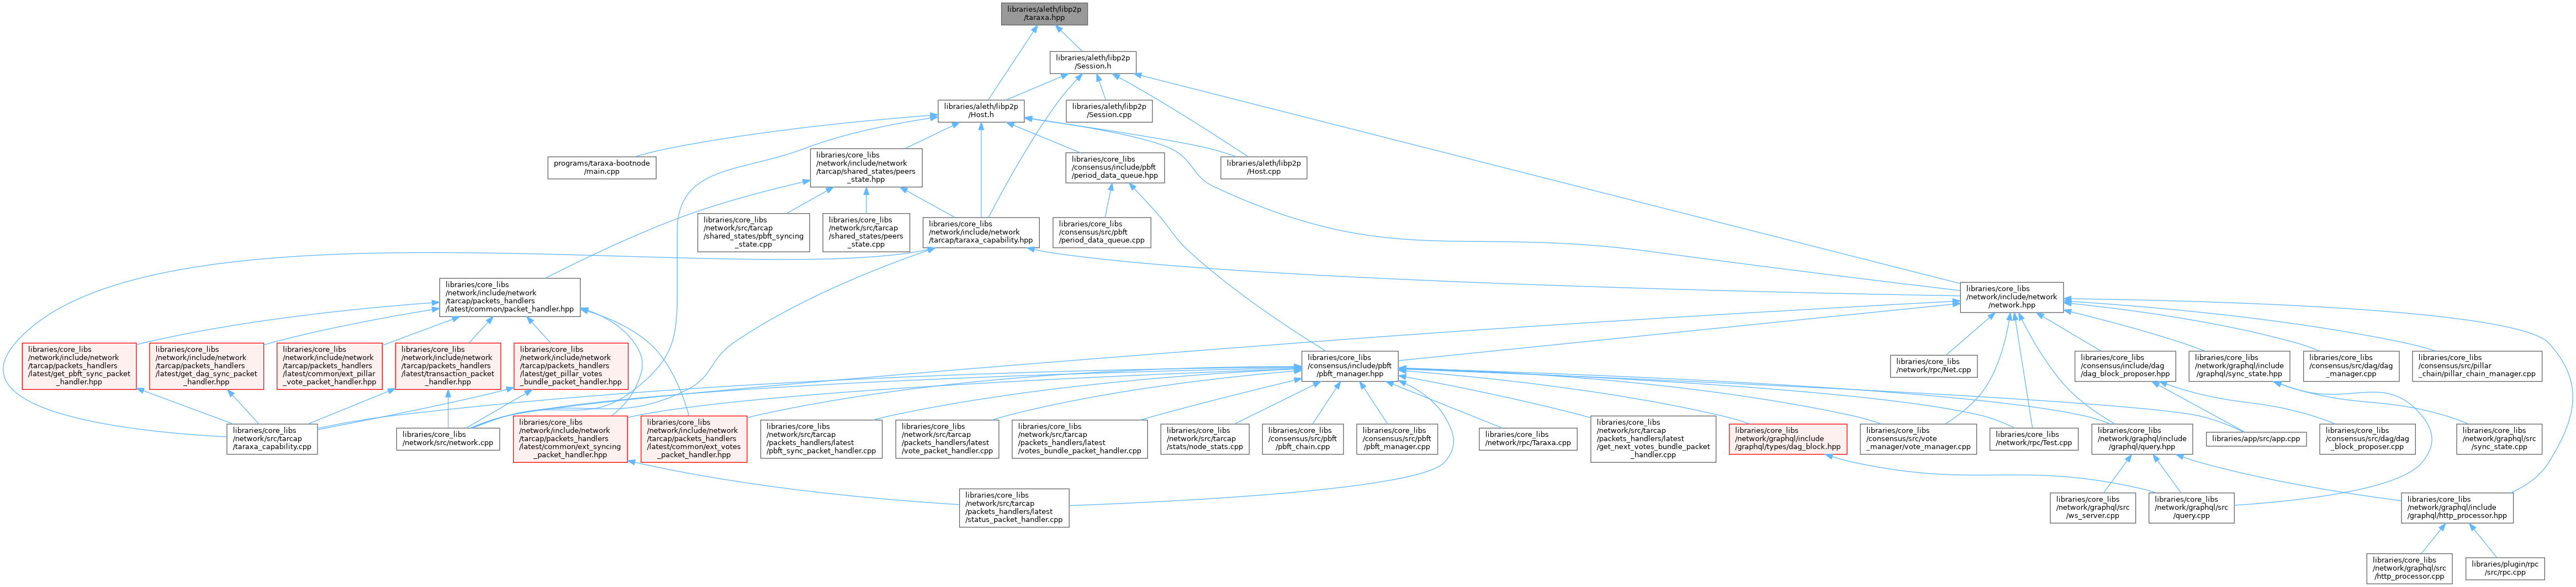 libraries/aleth/libp2p
/taraxa.hpp
libraries/aleth/libp2p
/Session.h
libraries/aleth/libp2p
/Host.h
libraries/aleth/libp2p
/Session.cpp
programs/taraxa-bootnode
/main.cpp
libraries/core_libs
/network/include/network
/tarcap/shared_states/peers
_state.hpp
libraries/core_libs
/consensus/include/pbft
/period_data_queue.hpp
libraries/aleth/libp2p
/Host.cpp
libraries/core_libs
/network/src/tarcap
/shared_states/pbft_syncing
_state.cpp
libraries/core_libs
/network/src/tarcap
/shared_states/peers
_state.cpp
libraries/core_libs
/network/include/network
/tarcap/taraxa_capability.hpp
libraries/core_libs
/consensus/src/pbft
/period_data_queue.cpp
libraries/core_libs
/network/include/network
/tarcap/packets_handlers
/latest/common/packet_handler.hpp
libraries/core_libs
/network/include/network
/network.hpp
libraries/core_libs
/network/include/network
/tarcap/packets_handlers
/latest/get_pbft_sync_packet
_handler.hpp
libraries/core_libs
/network/include/network
/tarcap/packets_handlers
/latest/get_dag_sync_packet
_handler.hpp
libraries/core_libs
/network/include/network
/tarcap/packets_handlers
/latest/common/ext_pillar
_vote_packet_handler.hpp
libraries/core_libs
/network/include/network
/tarcap/packets_handlers
/latest/transaction_packet
_handler.hpp
libraries/core_libs
/network/include/network
/tarcap/packets_handlers
/latest/get_pillar_votes
_bundle_packet_handler.hpp
libraries/core_libs
/consensus/include/pbft
/pbft_manager.hpp
libraries/core_libs
/network/rpc/Net.cpp
libraries/core_libs
/consensus/include/dag
/dag_block_proposer.hpp
libraries/core_libs
/network/graphql/include
/graphql/sync_state.hpp
libraries/core_libs
/consensus/src/dag/dag
_manager.cpp
libraries/core_libs
/consensus/src/pillar
_chain/pillar_chain_manager.cpp
libraries/core_libs
/network/src/tarcap
/taraxa_capability.cpp
libraries/core_libs
/network/src/network.cpp
libraries/core_libs
/network/include/network
/tarcap/packets_handlers
/latest/common/ext_syncing
_packet_handler.hpp
libraries/core_libs
/network/include/network
/tarcap/packets_handlers
/latest/common/ext_votes
_packet_handler.hpp
libraries/core_libs
/network/src/tarcap
/packets_handlers/latest
/pbft_sync_packet_handler.cpp
libraries/core_libs
/network/src/tarcap
/packets_handlers/latest
/vote_packet_handler.cpp
libraries/core_libs
/network/src/tarcap
/packets_handlers/latest
/votes_bundle_packet_handler.cpp
libraries/core_libs
/network/src/tarcap
/stats/node_stats.cpp
libraries/core_libs
/consensus/src/pbft
/pbft_chain.cpp
libraries/core_libs
/consensus/src/pbft
/pbft_manager.cpp
libraries/core_libs
/network/rpc/Taraxa.cpp
libraries/core_libs
/network/src/tarcap
/packets_handlers/latest
/get_next_votes_bundle_packet
_handler.cpp
libraries/core_libs
/network/graphql/include
/graphql/types/dag_block.hpp
libraries/core_libs
/consensus/src/vote
_manager/vote_manager.cpp
libraries/core_libs
/network/rpc/Test.cpp
libraries/core_libs
/network/graphql/include
/graphql/query.hpp
libraries/app/src/app.cpp
libraries/core_libs
/consensus/src/dag/dag
_block_proposer.cpp
libraries/core_libs
/network/graphql/src
/sync_state.cpp
libraries/core_libs
/network/src/tarcap
/packets_handlers/latest
/status_packet_handler.cpp
libraries/core_libs
/network/graphql/src
/ws_server.cpp
libraries/core_libs
/network/graphql/src
/query.cpp
libraries/core_libs
/network/graphql/include
/graphql/http_processor.hpp
libraries/core_libs
/network/graphql/src
/http_processor.cpp
libraries/plugin/rpc
/src/rpc.cpp